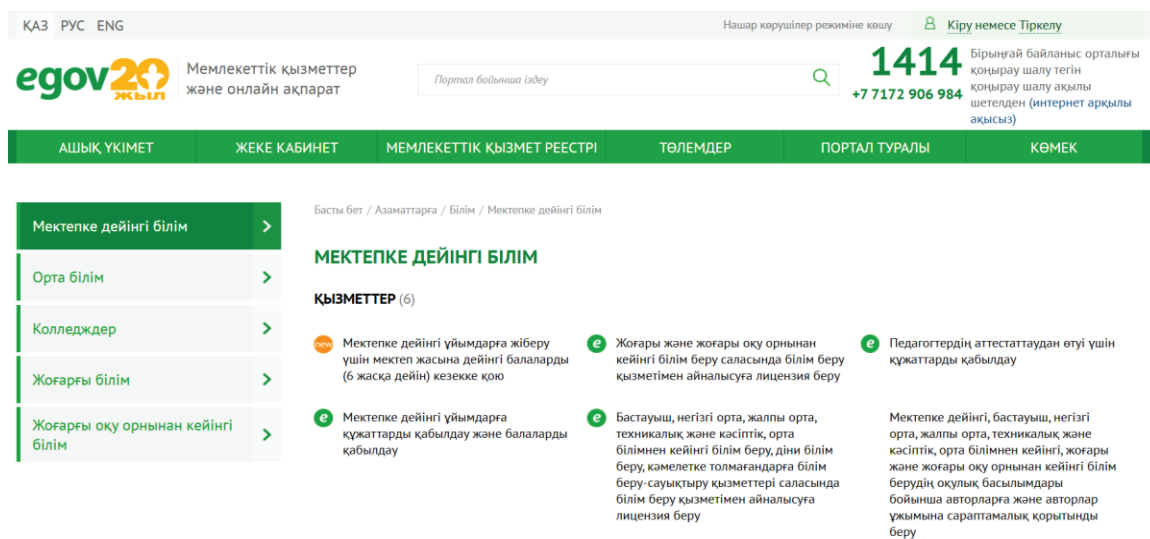 ҚАЗ РУС ENG
Нашар көрушілер режиміне көшу
Кіру немесе Тіркелу
egov 20 жыл
Мемлекеттік қызметтер
және онлайн ақпарат
Портал бойынша іздеу
1414
+7 7172 906 984
Бірыңғай байланыс орталығы
қоңырау шалу тегін
қоңырау шалу ақылы
шетелден (интернет арқылы
ақысыз)
АШЫҚ ҮКІМЕТ
ЖЕКЕ КАБИНЕТ
МЕМЛЕКЕТТІК ҚЫЗМЕТ РЕЕСТРІ
ТӨЛЕМДЕР
ПОРТАЛ ТУРАЛЫ
КӨМЕК
Мектепке дейінгі білім
Орта білім
Колледждер
Жоғарғы білім
Жоғарғы оқу орнынан кейінгі
білім
Басты бет / Азаматтарға / Білім / Мектепке дейінгі білім
МЕКТЕПКЕ ДЕЙІНГІ БІЛІМ
ҚЫЗМЕТТЕР (6)
new
Мектепке дейінгі ұйымдарға жіберу
үшін мектеп жасына дейінгі балаларды
(6 жасқа дейін) кезекке қою
e
Жоғары және жоғары оқу орнынан
кейінгі білім беру саласында білім беру
қызметімен айналысуға лицензия беру
e
Педагогтердің аттестаттаудан өтуі үшін
құжаттарды қабылдау
e
Мектепке дейінгі ұйымдарға
құжаттарды қабылдау және балаларды
қабылдау
e
Бастауыш, негізгі орта, жалпы орта,
техникалық және кәсіптік, орта
білімнен кейінгі білім беру, діни білім
беру, кәмелетке толмағандарға білім
беру-сауықтыру қызметтері саласында
білім беру қызметімен айналысуға
лицензия беру
Мектепке дейінгі, бастауыш, негізгі
орта, жалпы орта, техникалық және
кәсіптік, орта білімнен кейінгі, жоғары
және жоғары оқу орнынан кейінгі білім
берудің оқулық басылымдары
бойынша авторларға және авторлар
ұжымына сараптамалық қорытынды
беру